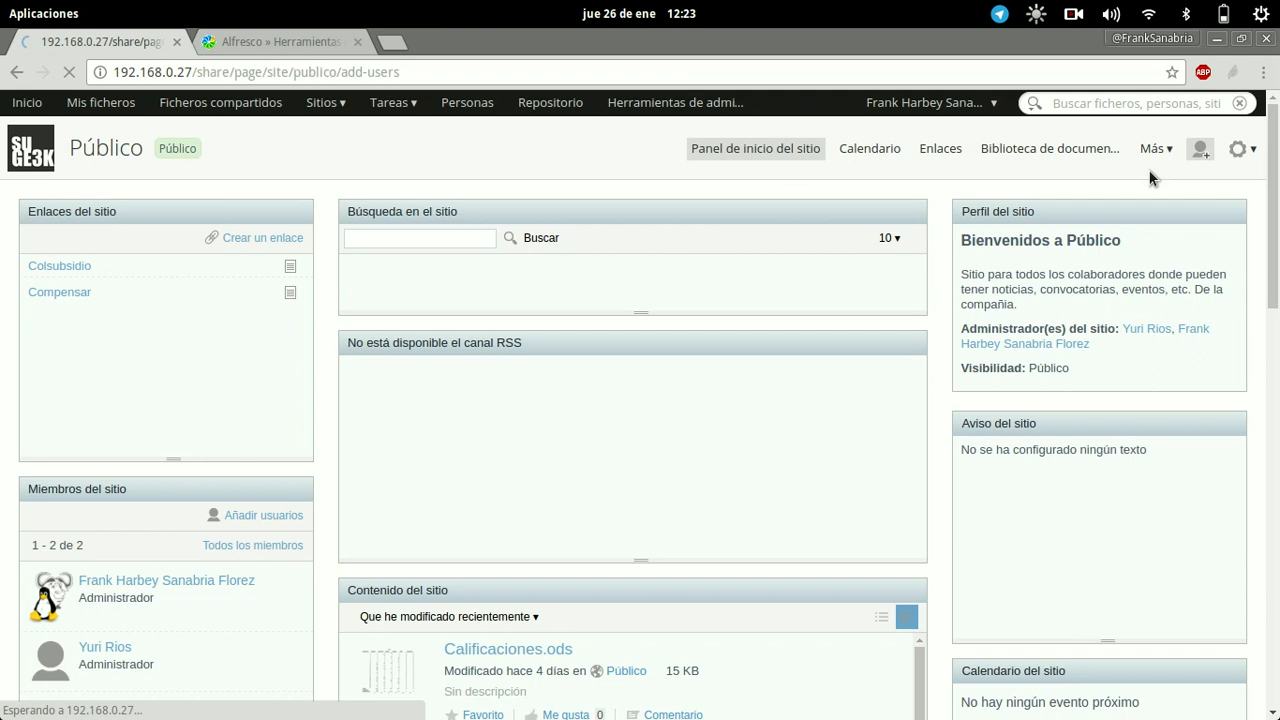 Aplicaciones
jue 26 de ene 12:23
192.168.0.27/share/pag
Alfresco » Herramientas
@FrankSanabria
192.168.0.27/share/page/site/publico/add-users
ABP
Inicio Mis ficheros Ficheros compartidos Sitios ▾ Tareas ▾ Personas Repositorio Herramientas de admi... Frank Harbey Sana... ▾ Buscar ficheros, personas, siti
SU
GE3K
Público Público
Panel de inicio del sitio Calendario Enlaces Biblioteca de documen... Más ▾
Enlaces del sitio
Crear un enlace
Colsubsidio
Compensar
Miembros del sitio
Añadir usuarios
1 - 2 de 2 Todos los miembros
Frank Harbey Sanabria Florez
Administrador
Yuri Rios
Administrador
Búsqueda en el sitio
Buscar 10 ▾
No está disponible el canal RSS
Contenido del sitio
Que he modificado recientemente ▾
Calificaciones.ods
Modificado hace 4 días en Público 15 KB
Sin descripción
Favorito Me gusta 0 Comentario
Perfil del sitio
Bienvenidos a Público
Sitio para todos los colaboradores donde pueden
tener noticias, convocatorias, eventos, etc. De la
compañia.
Administrador(es) del sitio: Yuri Rios, Frank
Harbey Sanabria Florez
Visibilidad: Público
Aviso del sitio
No se ha configurado ningún texto
Calendario del sitio
No hay ningún evento próximo
Esperando a 192.168.0.27...